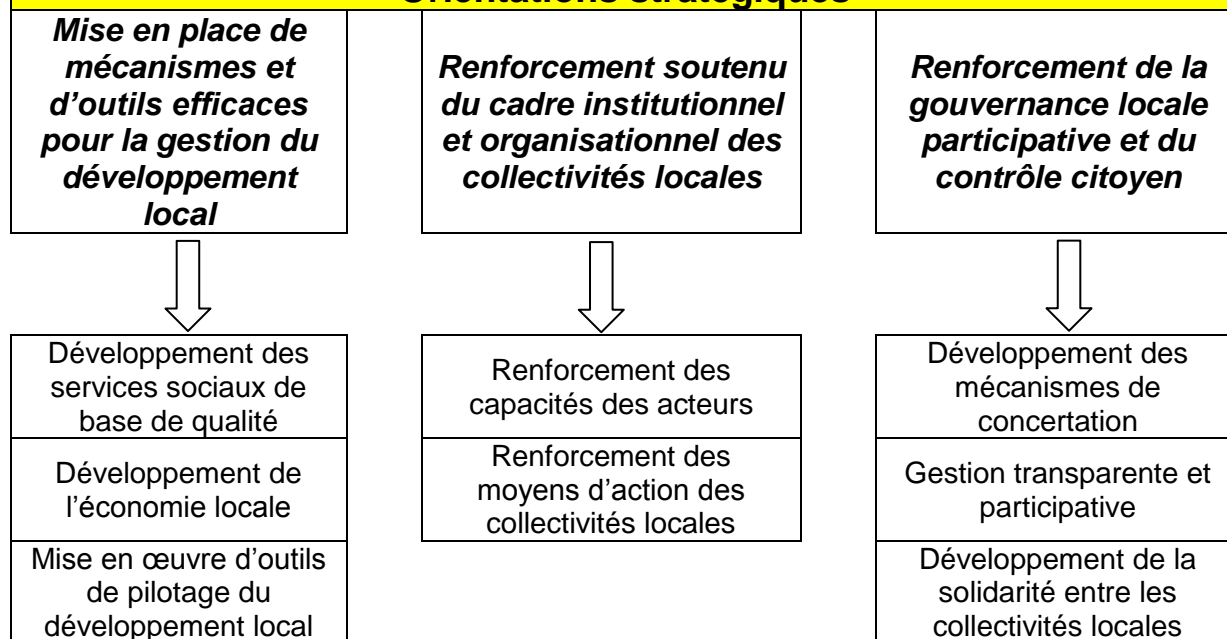 Orientations stratégiques
Mise en place de
mécanismes et
d'outils efficaces
pour la gestion du
développement
local
Renforcement soutenu
du cadre institutionnel
et organisationnel des
collectivités locales
Renforcement de la
gouvernance locale
participative et du
contrôle citoyen
Développement des
services sociaux de
base de qualité
Développement de
l'économie locale
Mise en œuvre d'outils
de pilotage du
développement local
Renforcement des
capacités des acteurs
Renforcement des
moyens d'action des
collectivités locales
Développement des
mécanismes de
concertation
Gestion transparente et
participative
Développement de la
solidarité entre les
collectivités locales